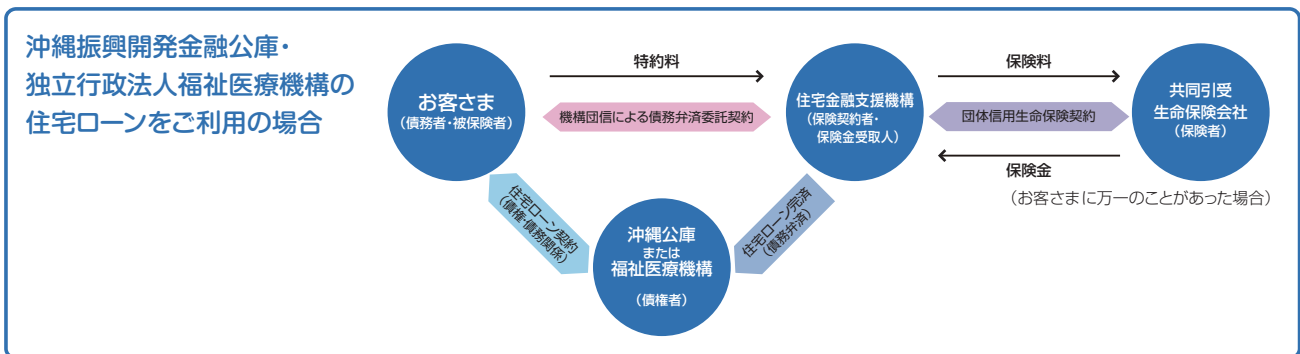 沖縄振興開発金融公庫・
独立行政法人福祉医療機構の
住宅ローンをご利用の場合
お客さま
（債務者・被保険者）
特約料
機構団信による債務弁済委託契約
住宅金融支援機構
（保険契約者・
保険金受取人）
保険料
団体信用生命保険契約
保険金
（お客さまに万一のことがあった場合）
共同引受
生命保険会社
（保険者）
住宅ローン契約
（債権・債務関係）
沖縄公庫
または
福祉医療機構
（債権者）
住宅ローン完済
（債務弁済）